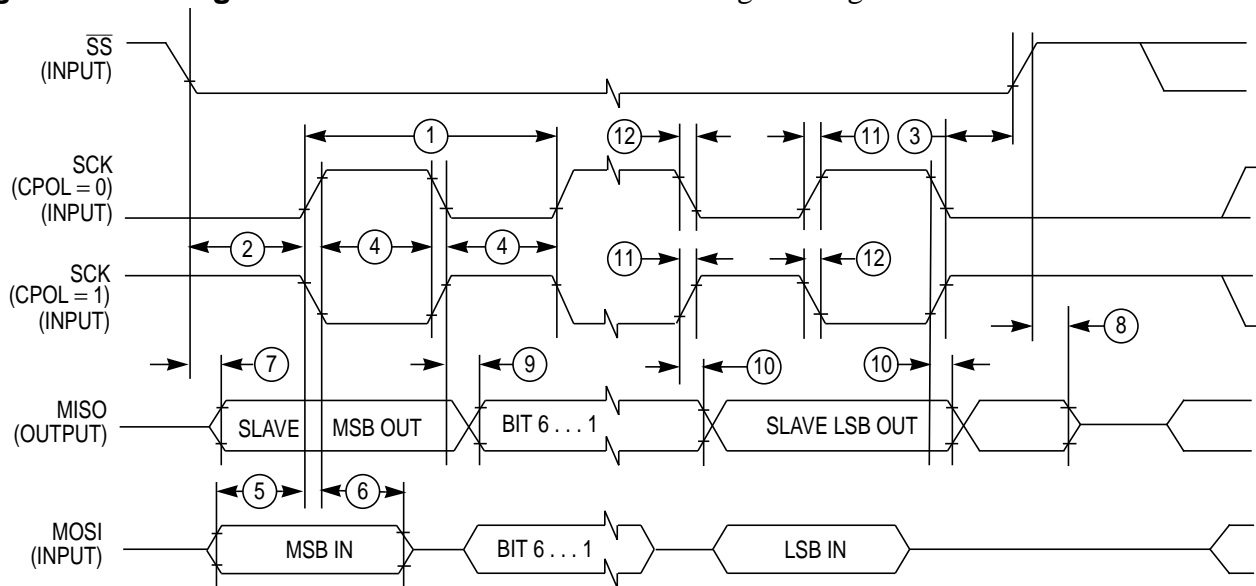 SS
(INPUT)
1
12
11
3
SCK
(CPOL = 0)
(INPUT)
2
4
4
11
12
SCK
(CPOL = 1)
(INPUT)
7
9
10
10
8
MISO
(OUTPUT)
SLAVE
MSB OUT
BIT 6 . . . 1
SLAVE LSB OUT
5
6
MOSI
(INPUT)
MSB IN
BIT 6 . . . 1
LSB IN